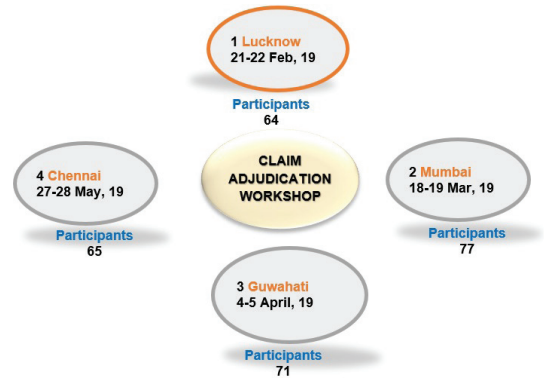 1 Lucknow
21-22 Feb, 19
Participants
64
CLAIM
ADJUDICATION
WORKSHOP
2 Mumbai
18-19 Mar, 19
Participants
77
3 Guwahati
4-5 April, 19
Participants
71
4 Chennai
27-28 May, 19
Participants
65